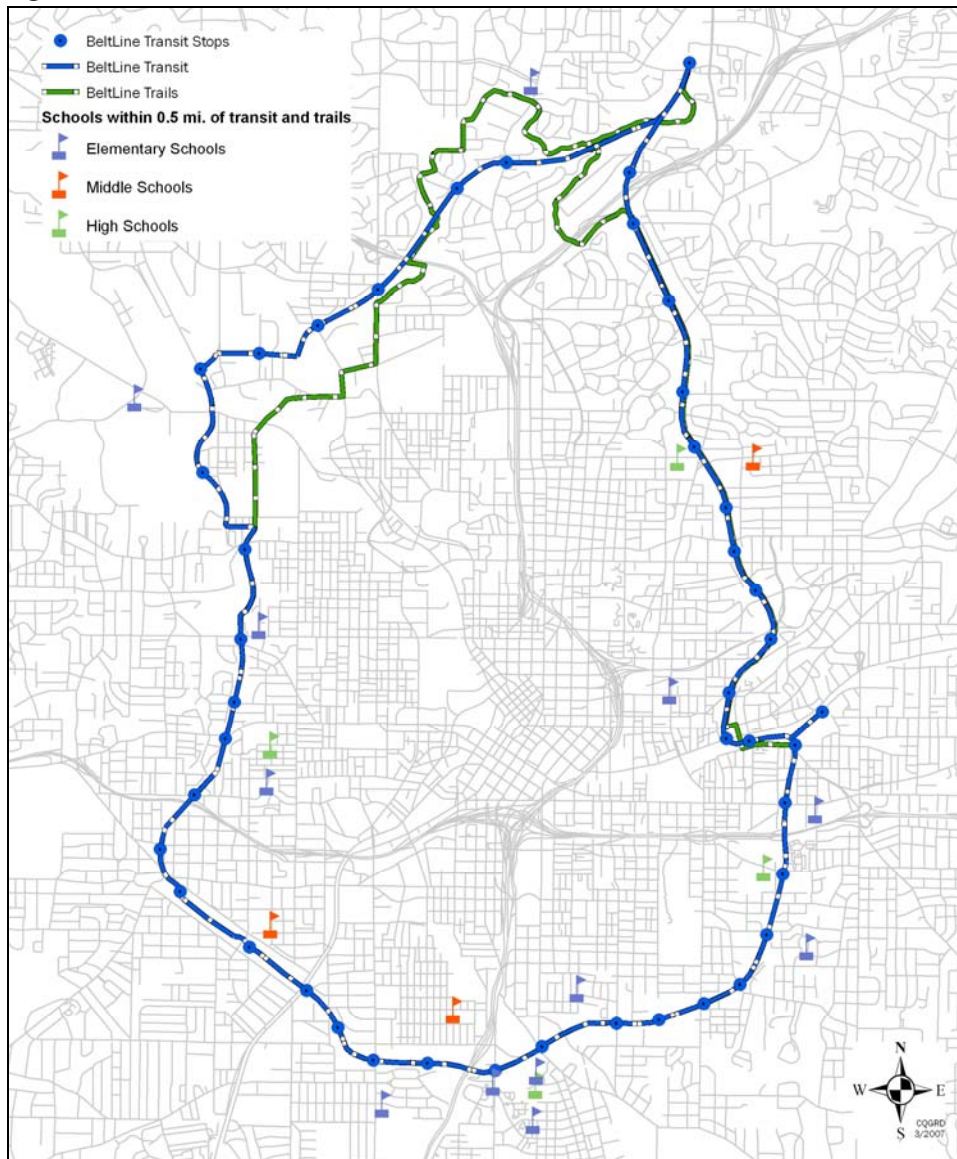 BeltLine Transit Stops
BeltLine Transit
BeltLine Trails
Schools within 0.5 mi. of transit and trails
Elementary Schools
Middle Schools
High Schools
N
W E
S
CQGRD
3/2007